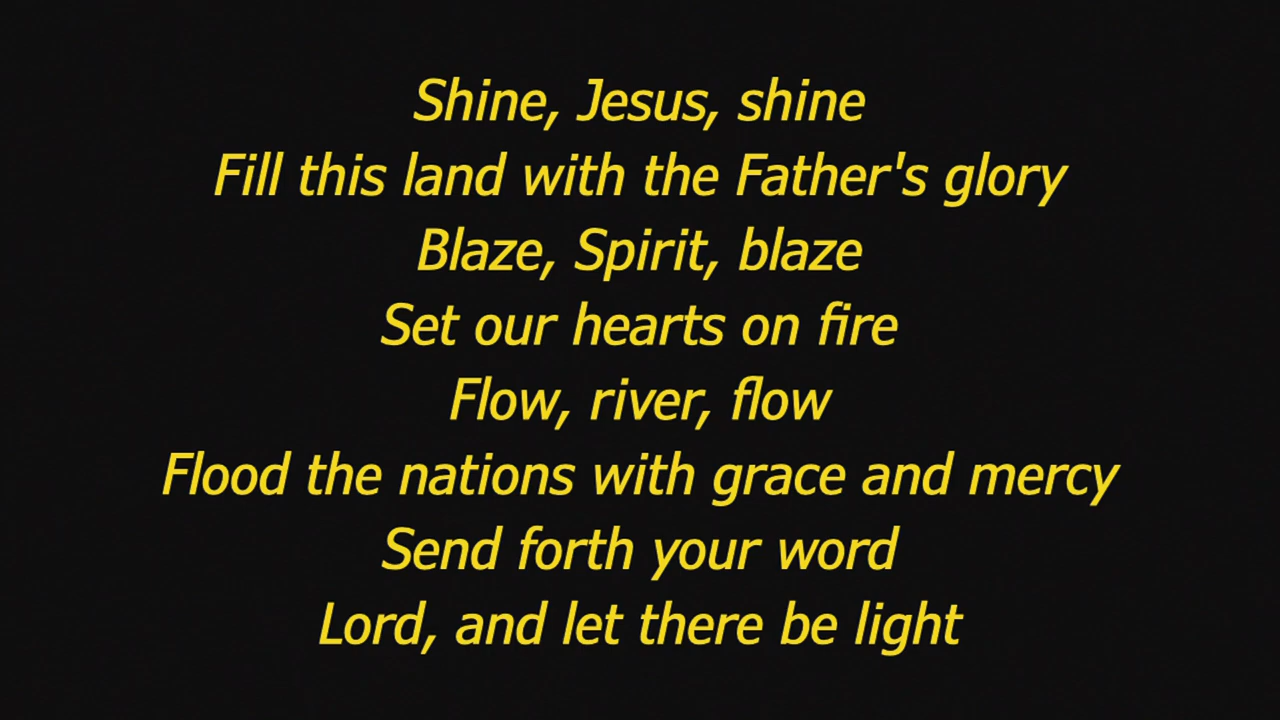 Shine, Jesus, shine
Fill this land with the Father's glory
Blaze, Spirit, blaze
Set our hearts on fire
Flow, river, flow
Flood the nations with grace and mercy
Send forth your word
Lord, and let there be light